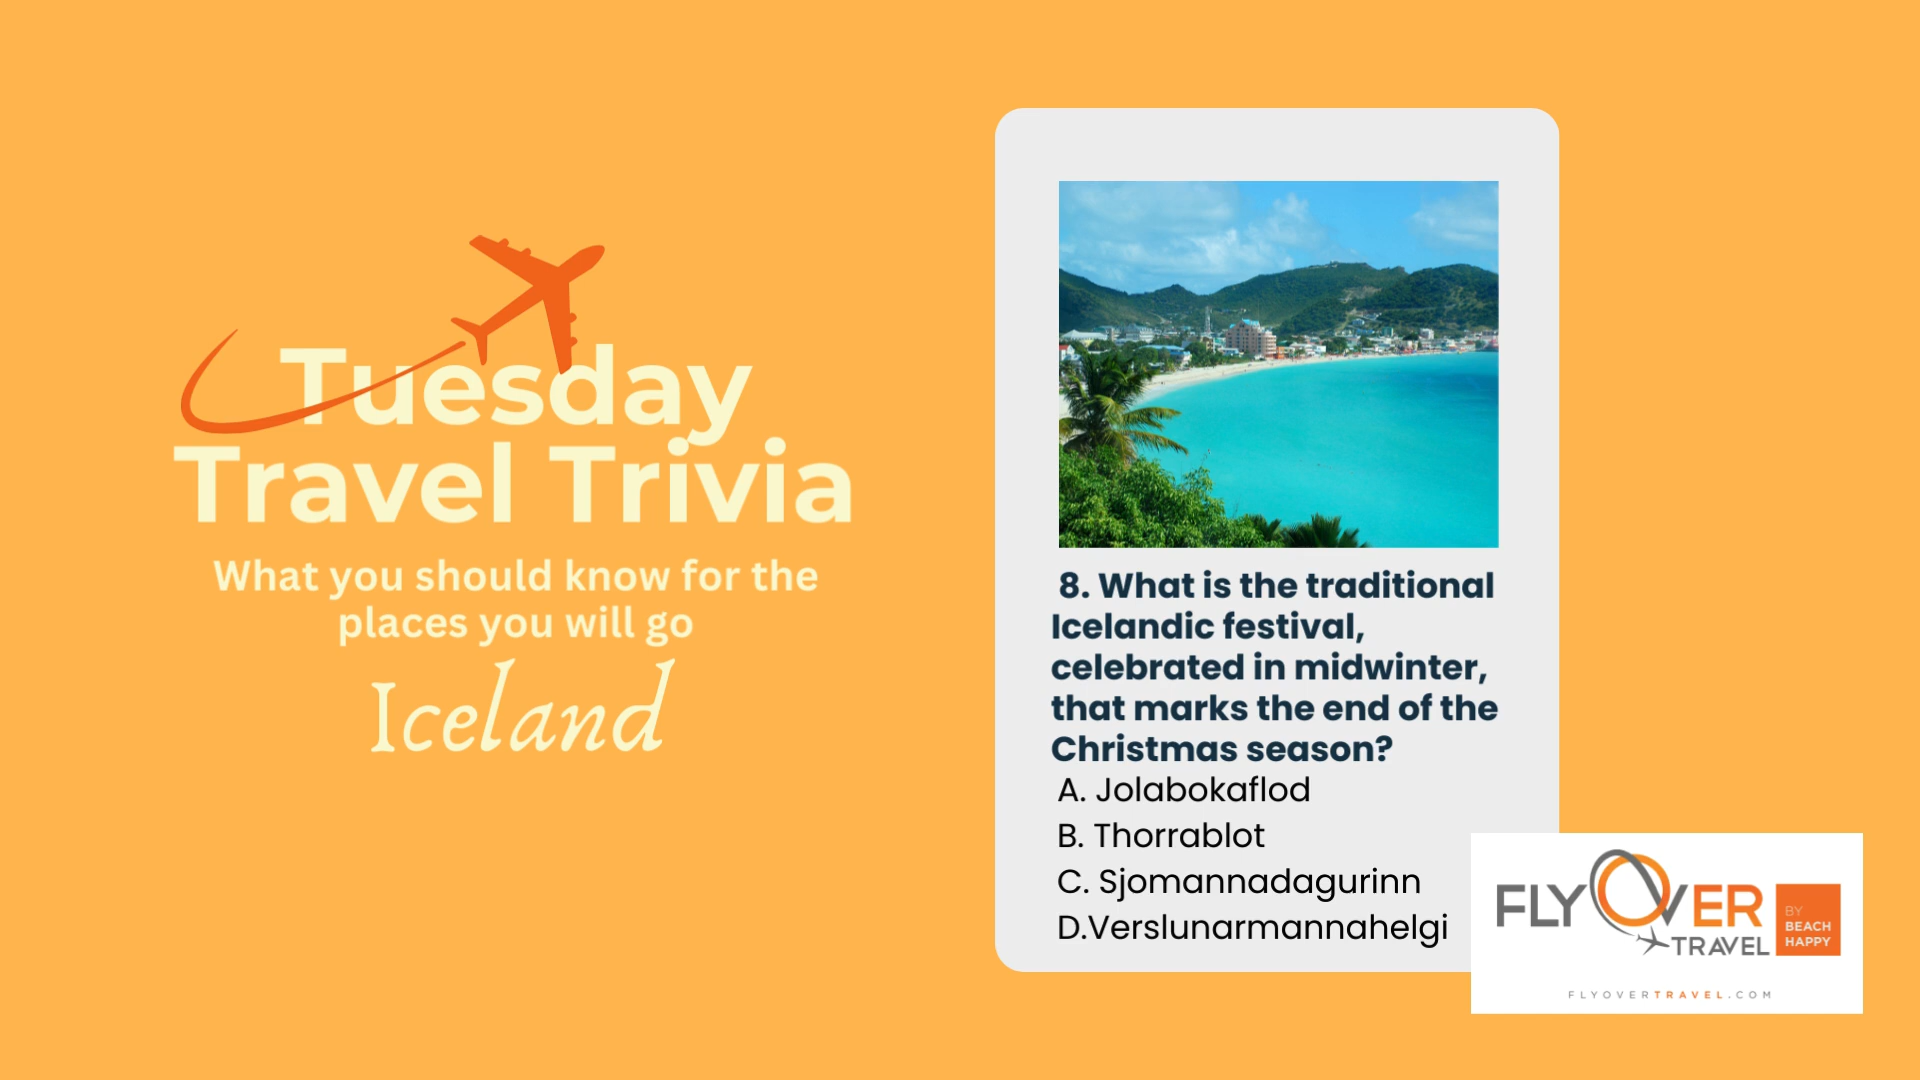 Tuesday
Travel Trivia
What you should know for the
places you will go
Iceland
8. What is the traditional
Icelandic festival,
celebrated in midwinter,
that marks the end of the
Christmas season?
A. Jolabokaflod
B. Thorrablot
C. Sjomannadagurinn
D.Verslunarmannahelgi
FLYOVER
TRAVEL
BY
BEACH
HAPPY
FLYOVERTRAVEL.COM